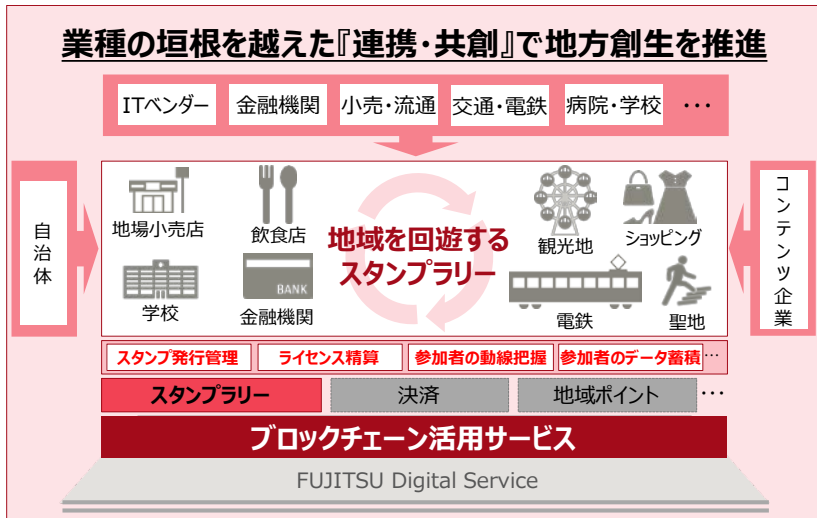 業種の垣根を越えた『連携・共創』で地方創生を推進
ITベンダー
金融機関
小売・流通
交通・電鉄
病院・学校
・・・
自治体
コンテンツ企業
地場小売店
飲食店
観光地
ショッピング
地域を回遊する
スタンプラリー
BANK
学校
金融機関
電鉄
聖地
スタンプ発行管理
ライセンス精算
参加者の動線把握
参加者のデータ蓄積
…
スタンプラリー
決済
地域ポイント
・・・
ブロックチェーン活用サービス
FUJITSU Digital Service